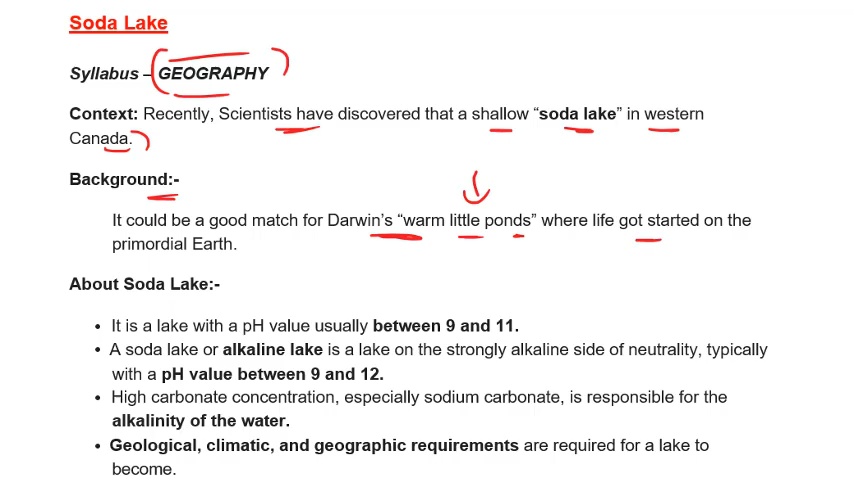 Soda Lake
Syllabus – GEOGRAPHY
Context: Recently, Scientists have discovered that a shallow “soda lake” in western
Canada.
Background:-
It could be a good match for Darwin’s “warm little ponds” where life got started on the
primordial Earth.
About Soda Lake:-
• It is a lake with a pH value usually between 9 and 11.
• A soda lake or alkaline lake is a lake on the strongly alkaline side of neutrality, typically
with a pH value between 9 and 12.
• High carbonate concentration, especially sodium carbonate, is responsible for the
alkalinity of the water.
• Geological, climatic, and geographic requirements are required for a lake to
become.